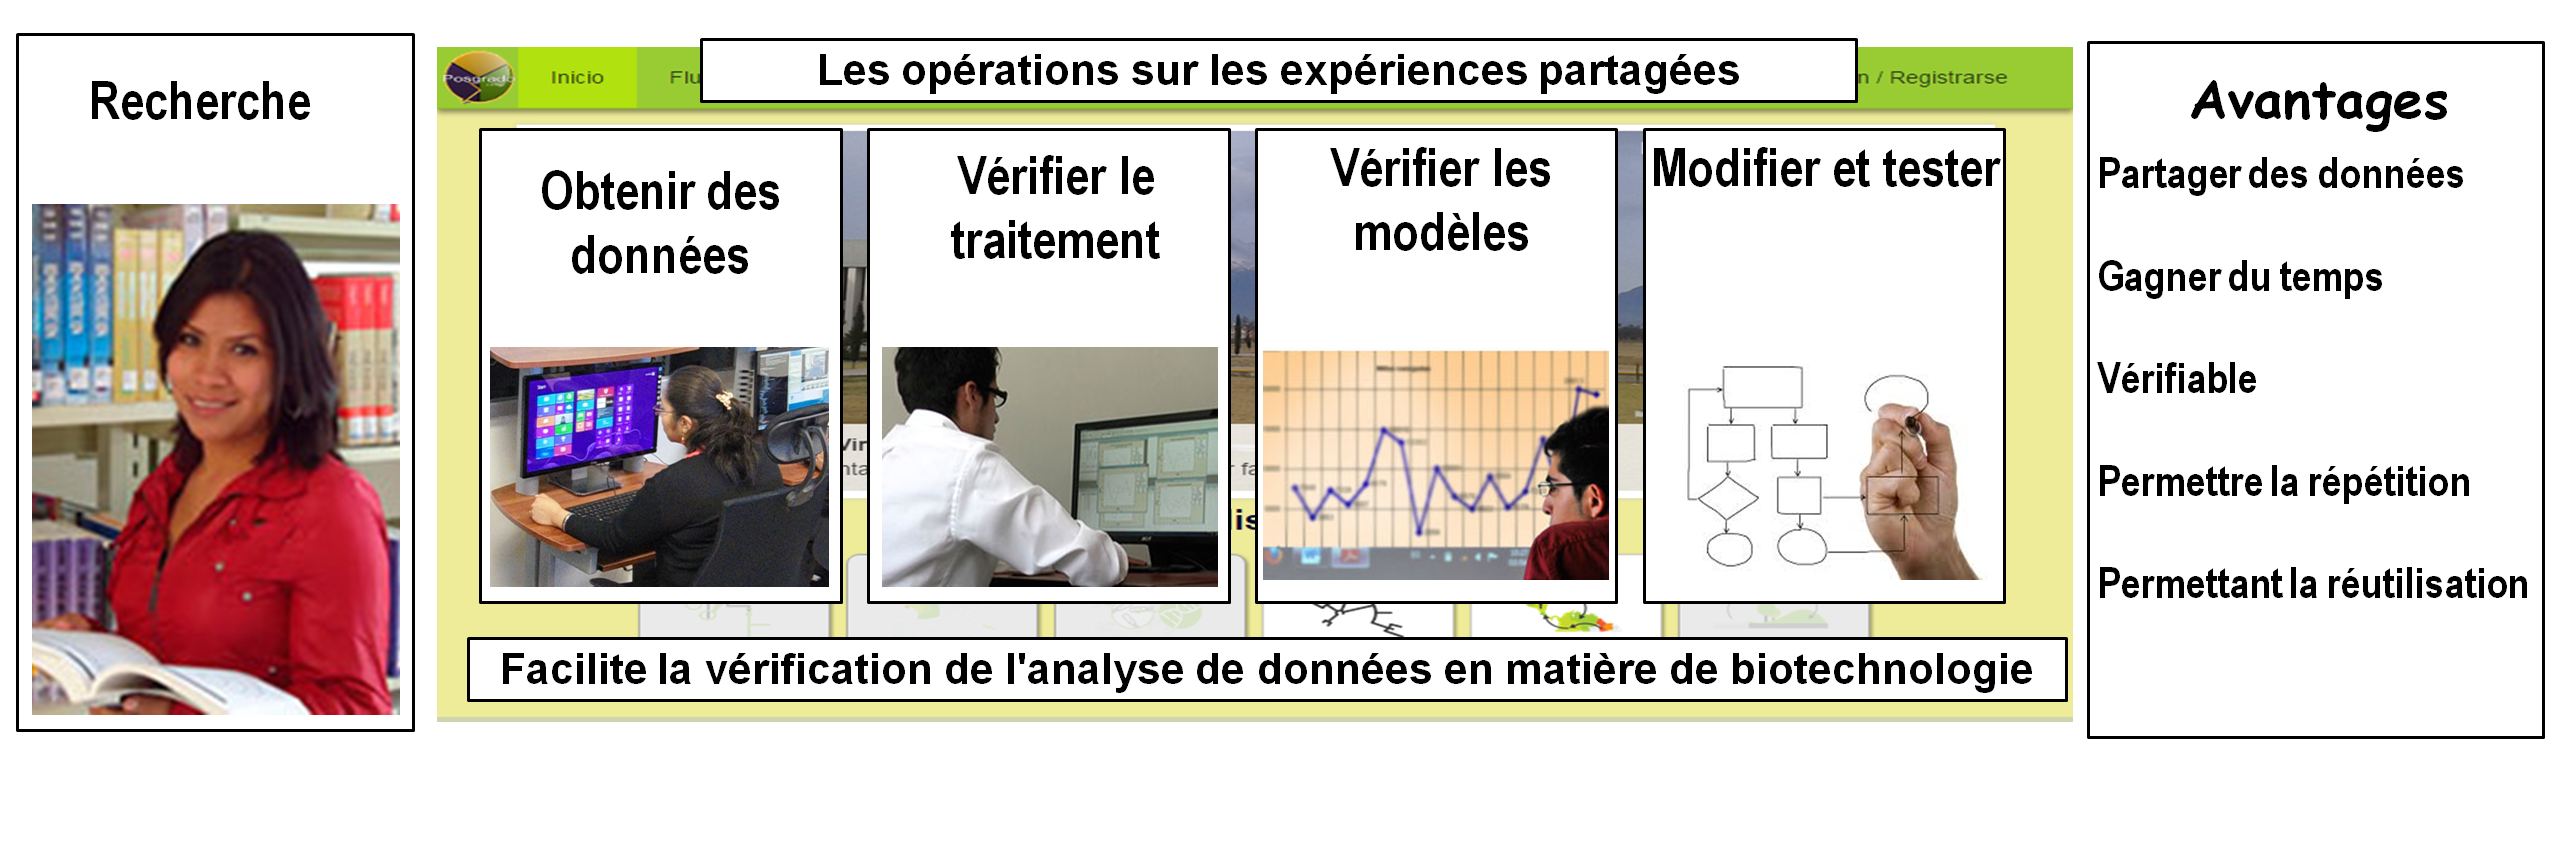 Recherche
Les opérations sur les expériences partagées
Posgrado
Inicio
Flu
n / Registrarse
Obtenir des
données
Vérifier le
traitement
Vérifier les
modèles
Modifier et tester
Facilite la vérification de l'analyse de données en matière de biotechnologie
Avantages
Partager des données
Gagner du temps
Vérifiable
Permettre la répétition
Permettant la réutilisation